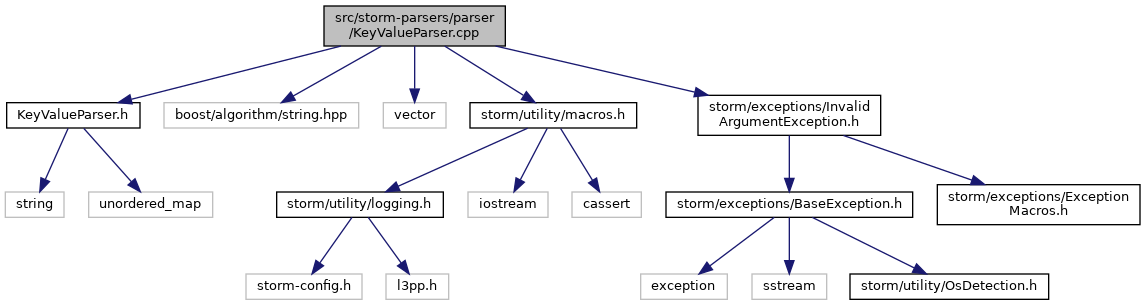 src/storm-parsers/parser
/KeyValueParser.cpp
KeyValueParser.h
boost/algorithm/string.hpp
vector
storm/utility/macros.h
storm/exceptions/Invalid
ArgumentException.h
string
unordered_map
storm/utility/logging.h
iostream
cassert
storm/exceptions/BaseException.h
storm/exceptions/Exception
Macros.h
storm-config.h
l3pp.h
exception
sstream
storm/utility/OsDetection.h